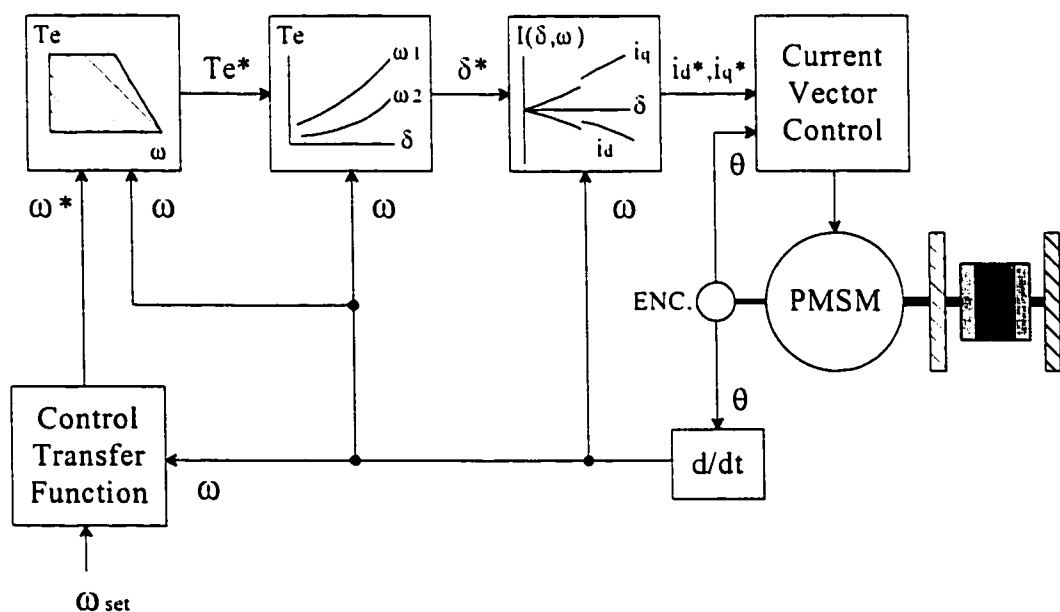 Te
ω
Te*
Te
ω1
ω2
δ
δ*
I(δ,ω)
iq
δ
id
id*,iq*
Current
Vector
Control
ω*
ω
ω
ω
θ
ENC.
PMSM
θ
d/dt
Control
Transfer
Function
ω
ωset